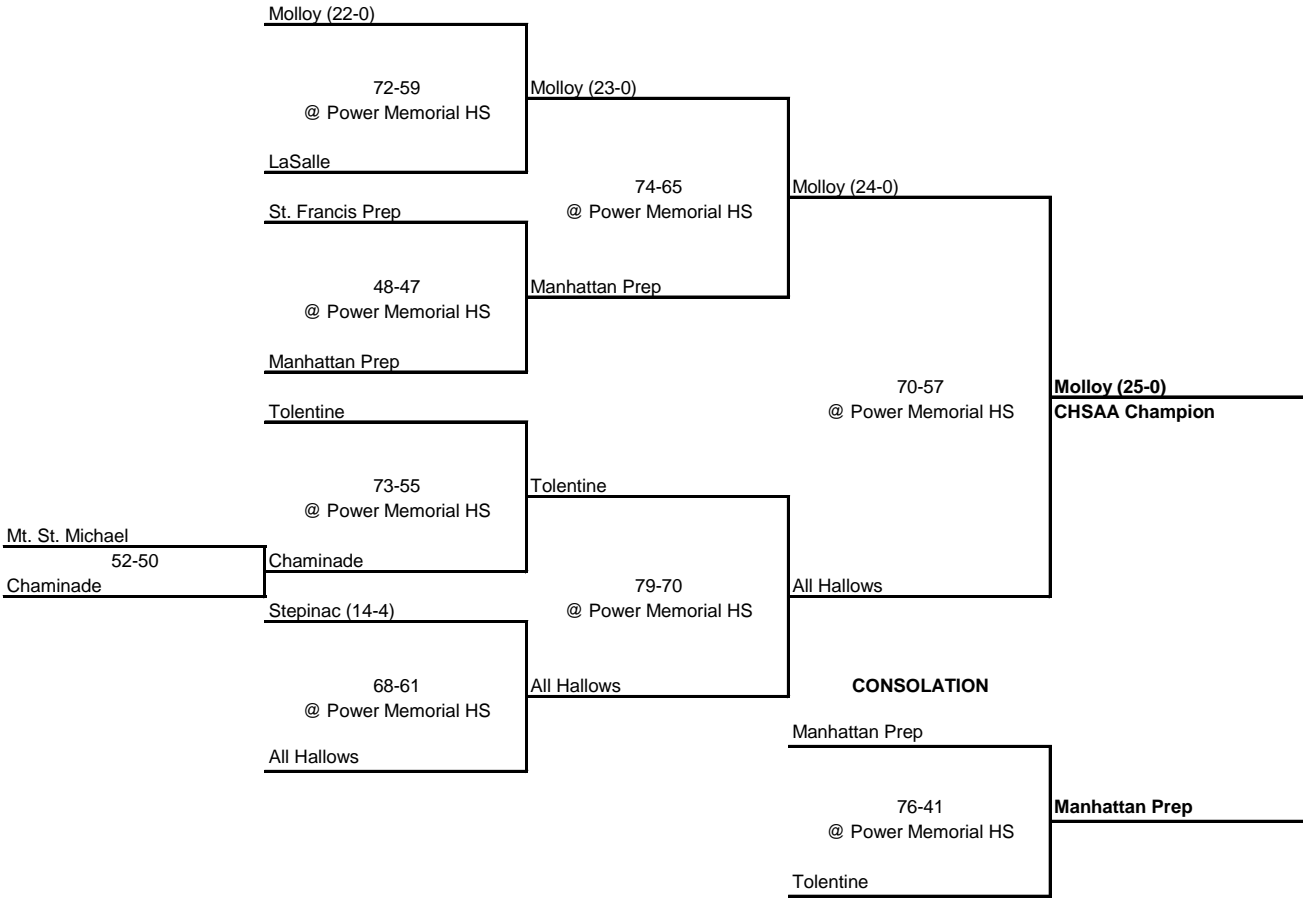 Molloy (22-0)
72-59
@ Power Memorial HS
Molloy (23-0)
LaSalle
74-65
@ Power Memorial HS
Molloy (24-0)
St. Francis Prep
48-47
@ Power Memorial HS
Manhattan Prep
Manhattan Prep
70-57
@ Power Memorial HS
Molloy (25-0)
CHSAA Champion
Tolentine
73-55
@ Power Memorial HS
Tolentine
Mt. St. Michael
52-50
Chaminade
Chaminade
79-70
@ Power Memorial HS
All Hallows
Stepinac (14-4)
68-61
@ Power Memorial HS
All Hallows
All Hallows
CONSOLATION
Manhattan Prep
76-41
@ Power Memorial HS
Manhattan Prep
Tolentine